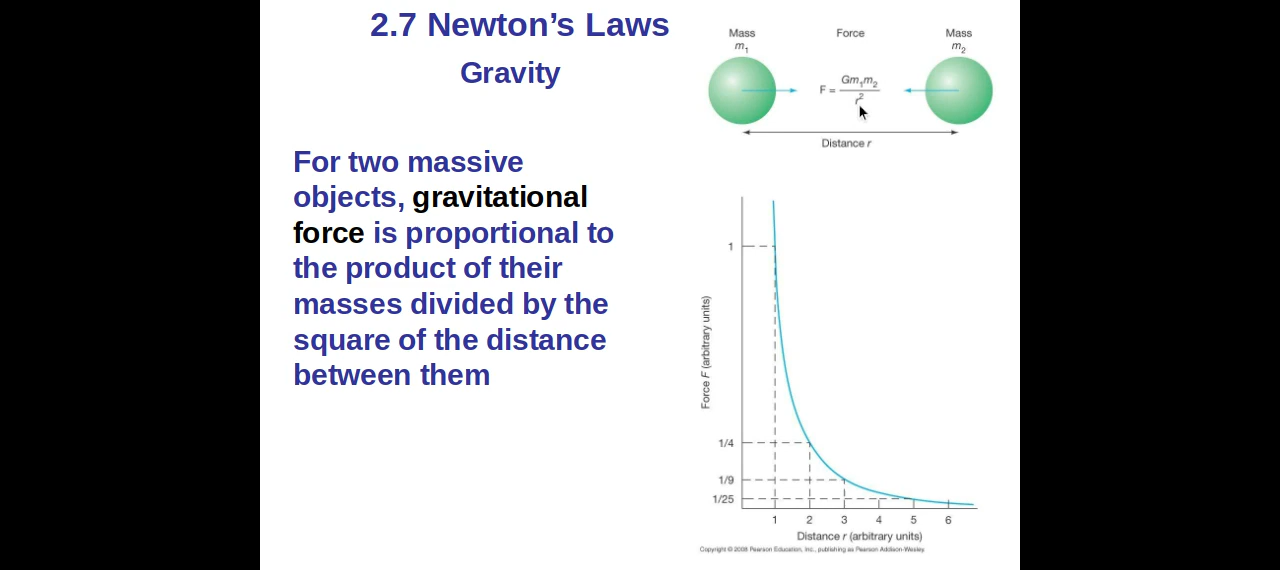 2.7 Newton’s Laws
Gravity
For two massive
objects, gravitational
force is proportional to
the product of their
masses divided by the
square of the distance
between them
Mass
m₁
Force
Mass
m₂
F = Gm₁m₂ / r²
Distance r
Force F (arbitrary units)
1
1/4
1/9
1/25
1 2 3 4 5 6
Distance r (arbitrary units)
Copyright © 2008 Pearson Education, Inc., publishing as Pearson Addison-Wesley.